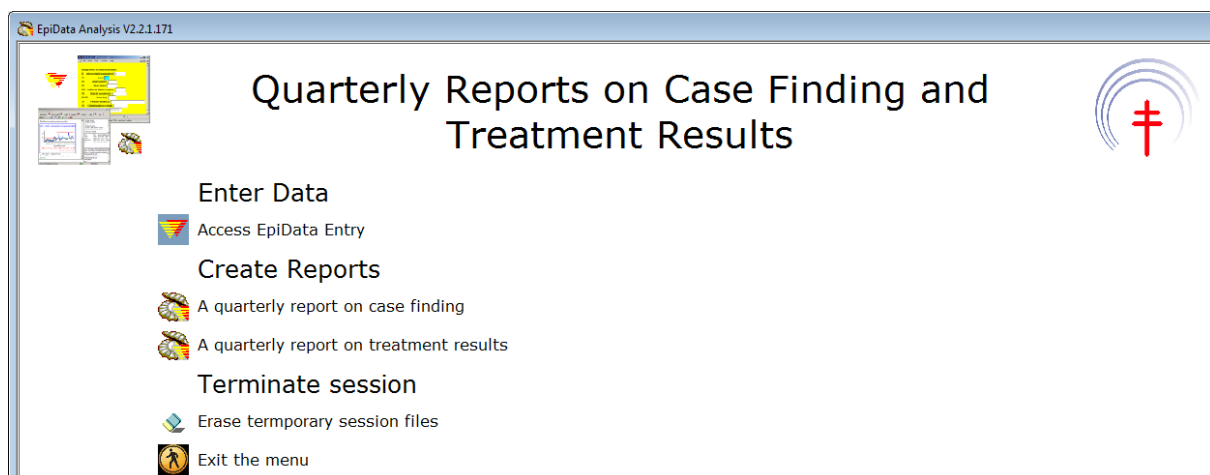 EpiData Analysis V2.2.1.171
Quarterly Reports on Case Finding and
Treatment Results
Enter Data
Access EpiData Entry
Create Reports
A quarterly report on case finding
A quarterly report on treatment results
Terminate session
Erase termporary session files
Exit the menu